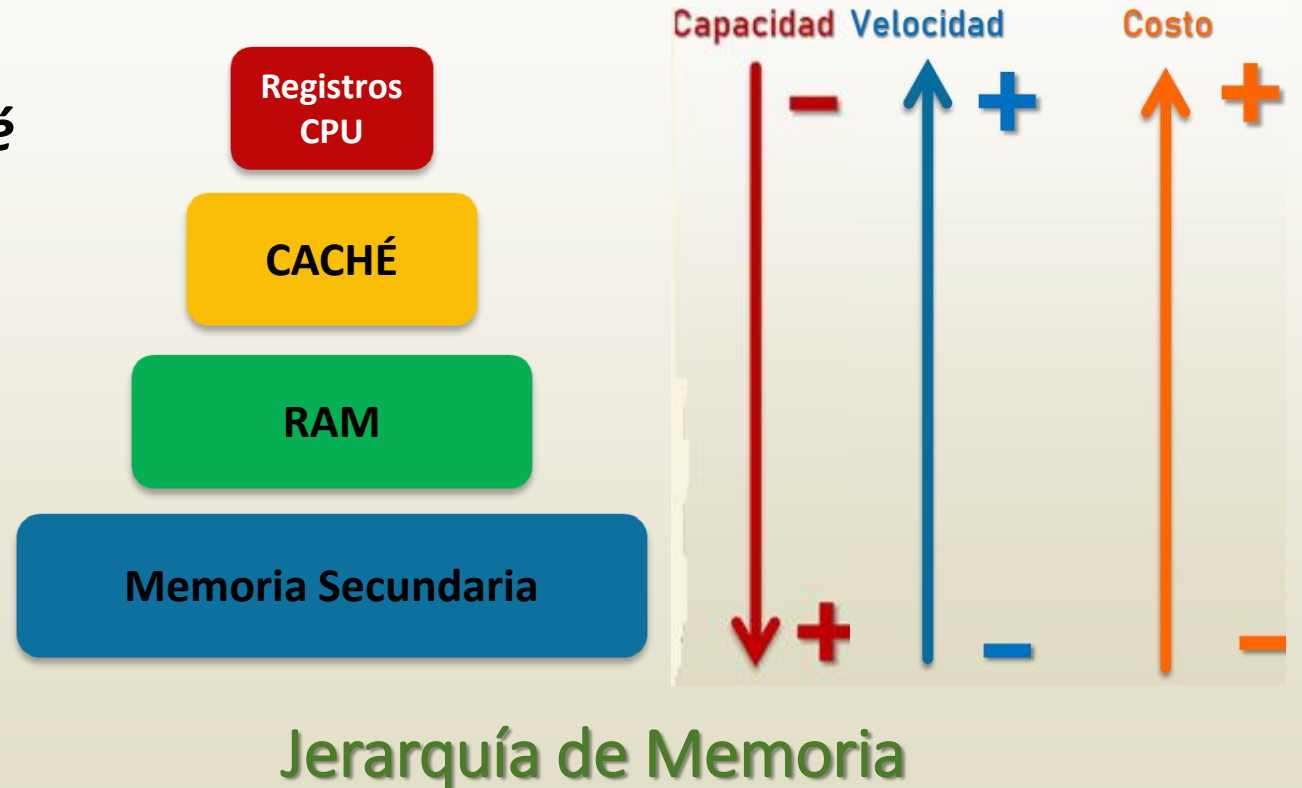 é
Registros
CPU
CACHÉ
RAM
Memoria Secundaria
Capacidad Velocidad Costo
- + +
+ - -
Jerarquía de Memoria